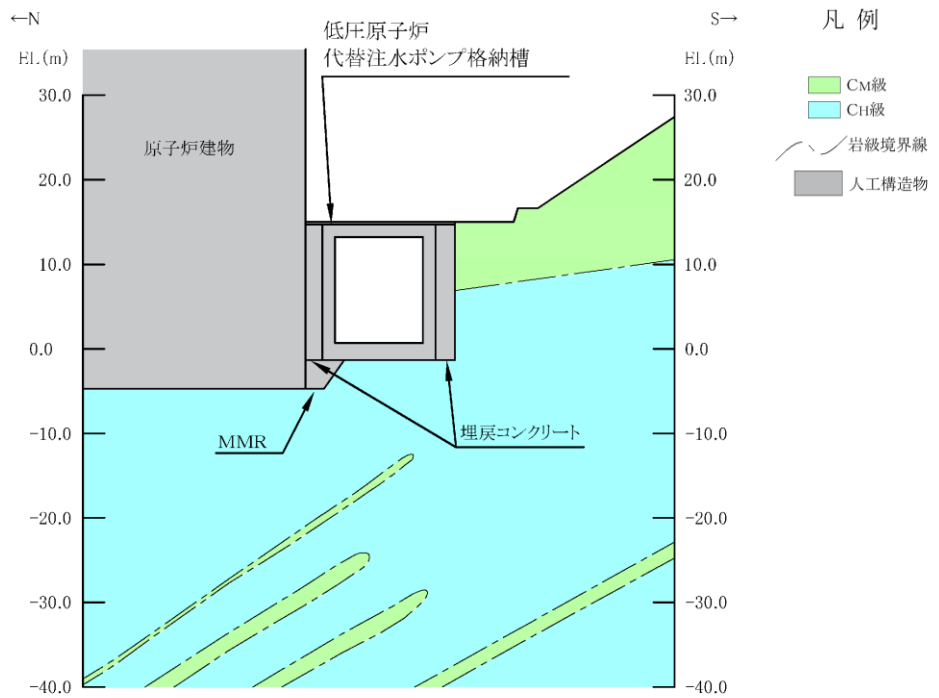 ←N
S→
凡 例
EL(m)
EL(m)
低圧原子炉
代替注水ポンプ格納槽
CM級
CH級
岩級境界線
人工構造物
原子炉建物
30.0
20.0
10.0
0.0
-10.0
-20.0
-30.0
-40.0
30.0
20.0
10.0
0.0
-10.0
-20.0
-30.0
-40.0
MMR
埋戻コンクリート